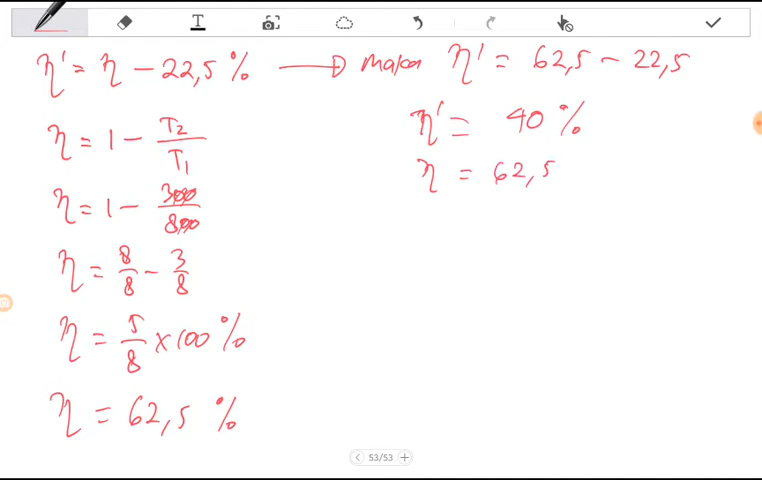 η' = η - 22,5 % → maka η' = 62,5 - 22,5
η' = 40 %
η = 62,5
η = 1 - T2/T1
η = 1 - 300/800
η = 8/8 - 3/8
η = 5/8 x 100 %
η = 62,5 %
53/53